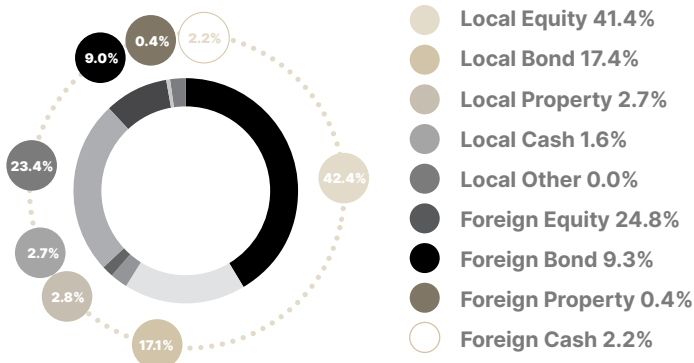 2.2%
0.4%
9.0%
23.4%
42.4%
2.7%
2.8%
17.1%
Local Equity 41.4%
Local Bond 17.4%
Local Property 2.7%
Local Cash 1.6%
Local Other 0.0%
Foreign Equity 24.8%
Foreign Bond 9.3%
Foreign Property 0.4%
Foreign Cash 2.2%